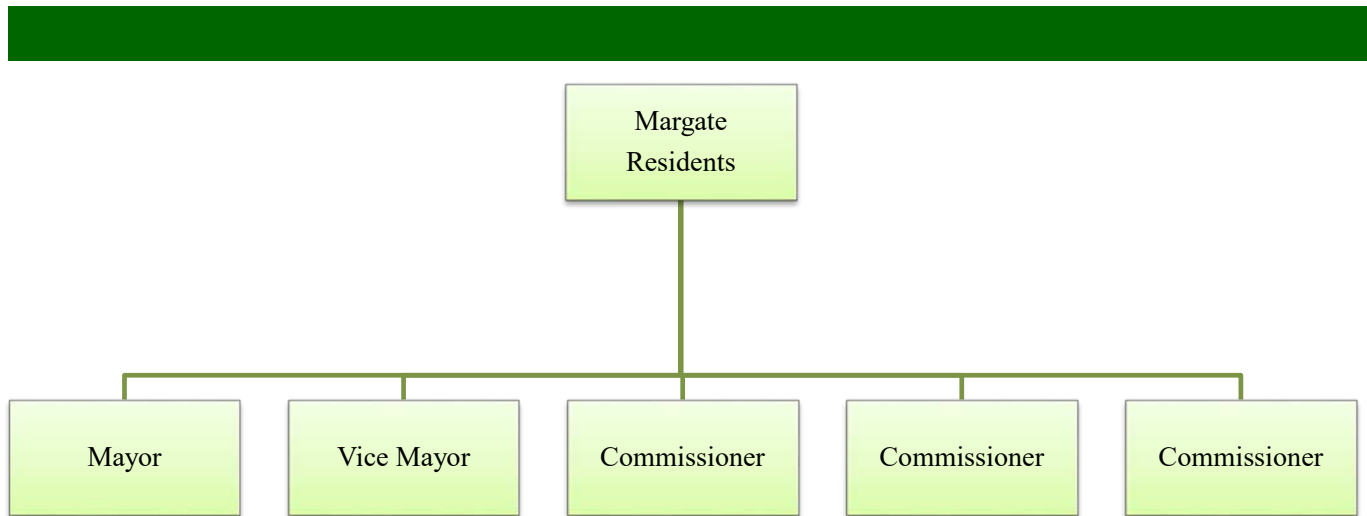 Margate
Residents
Mayor
Vice Mayor
Commissioner
Commissioner
Commissioner